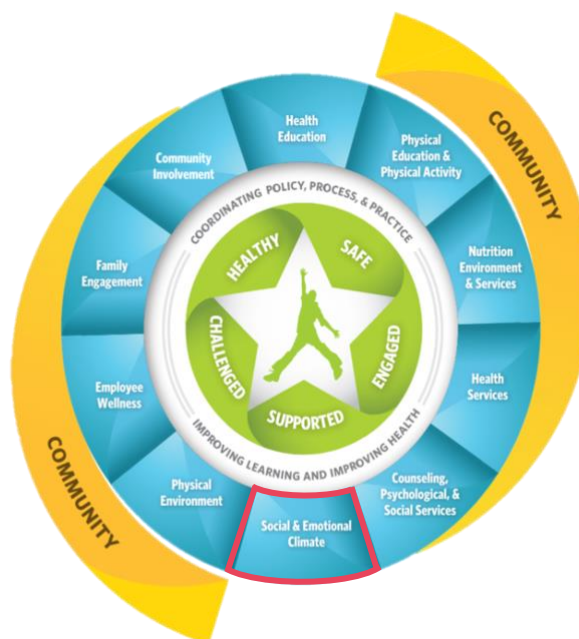 COMMUNITY
Health
Education
Physical
Education &
Physical Activity
Nutrition
Environment
& Services
Health
Services
Counseling,
Psychological, &
Social Services
Social & Emotional
Climate
Physical
Environment
Employee
Wellness
Family
Engagement
Community
Involvement
COMMUNITY
COORDINATING POLICY, PROCESS, & PRACTICE
IMPROVING LEARNING AND IMPROVING HEALTH
HEALTHY
SAFE
ENGAGED
SUPPORTED
CHALLENGED